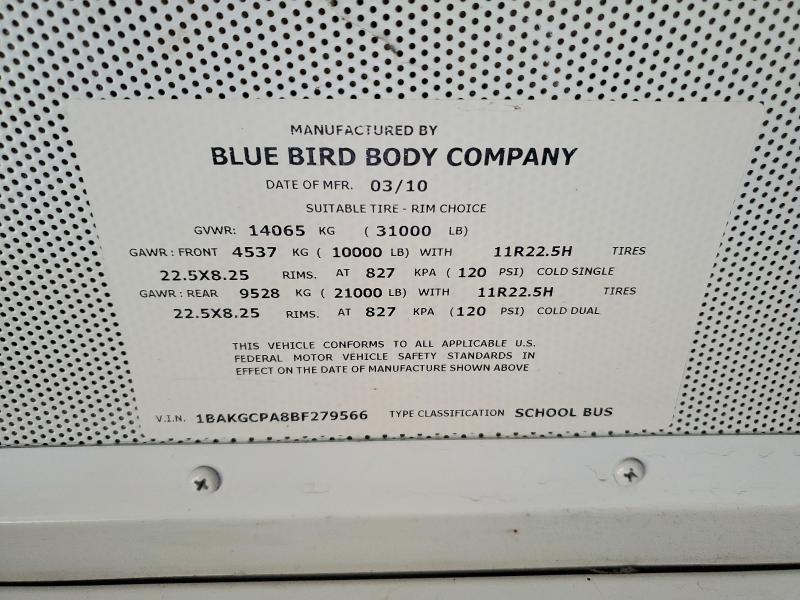 MANUFACTURED BY
BLUE BIRD BODY COMPANY
DATE OF MFR. 03/10
SUITABLE TIRE - RIM CHOICE
GVWR: 14065 KG ( 31000 LB)
GAWR : FRONT 4537 KG ( 10000 LB) WITH 11R22.5H TIRES
22.5X8.25 RIMS. AT 827 KPA ( 120 PSI) COLD SINGLE
GAWR : REAR 9528 KG ( 21000 LB) WITH 11R22.5H TIRES
22.5X8.25 RIMS. AT 827 KPA (120 PSI) COLD DUAL
THIS VEHICLE CONFORMS TO ALL APPLICABLE U.S.
FEDERAL MOTOR VEHICLE SAFETY STANDARDS IN
EFFECT ON THE DATE OF MANUFACTURE SHOWN ABOVE
V.I.N. 1BAKGCPA8BF279566 TYPE CLASSIFICATION SCHOOL BUS